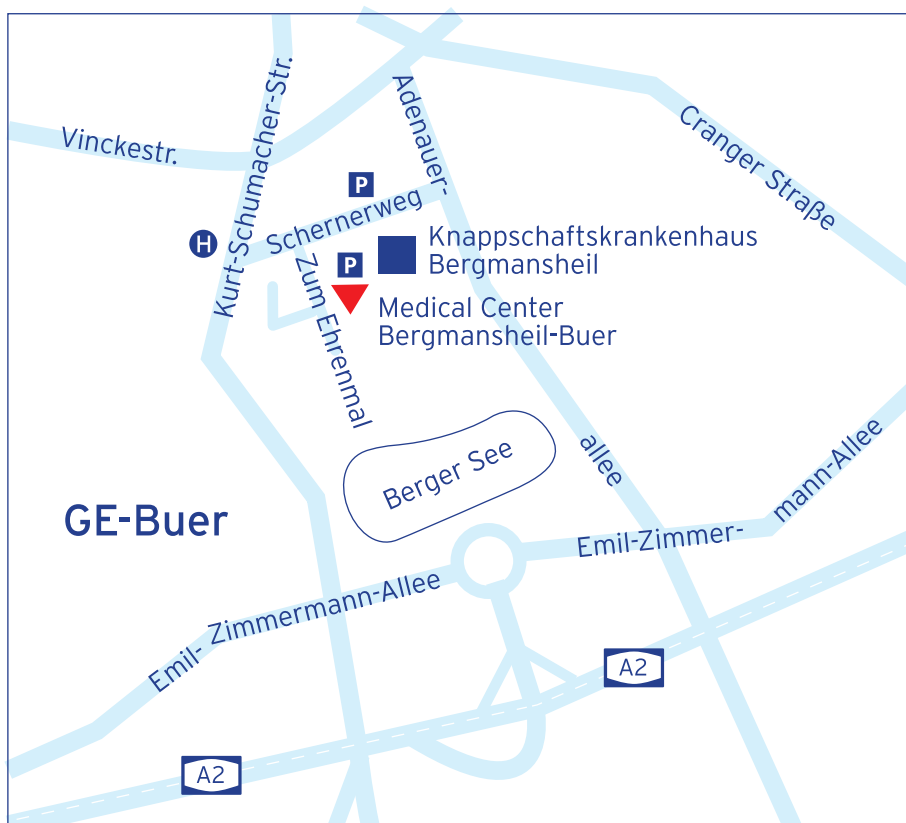 Vinckestr.
Kurt-Schumacher-Str.
Adenauer-
allee
Cranger Straße
P
Schernerweg
H
P
Zum Ehrenmal
Knappschaftskrankenhaus
Bergmansheil
Medical Center
Bergmansheil-Buer
Berger See
GE-Buer
Emil-Zimmer-
mann-Allee
Emil-
Zimmermann-Allee
A2
A2